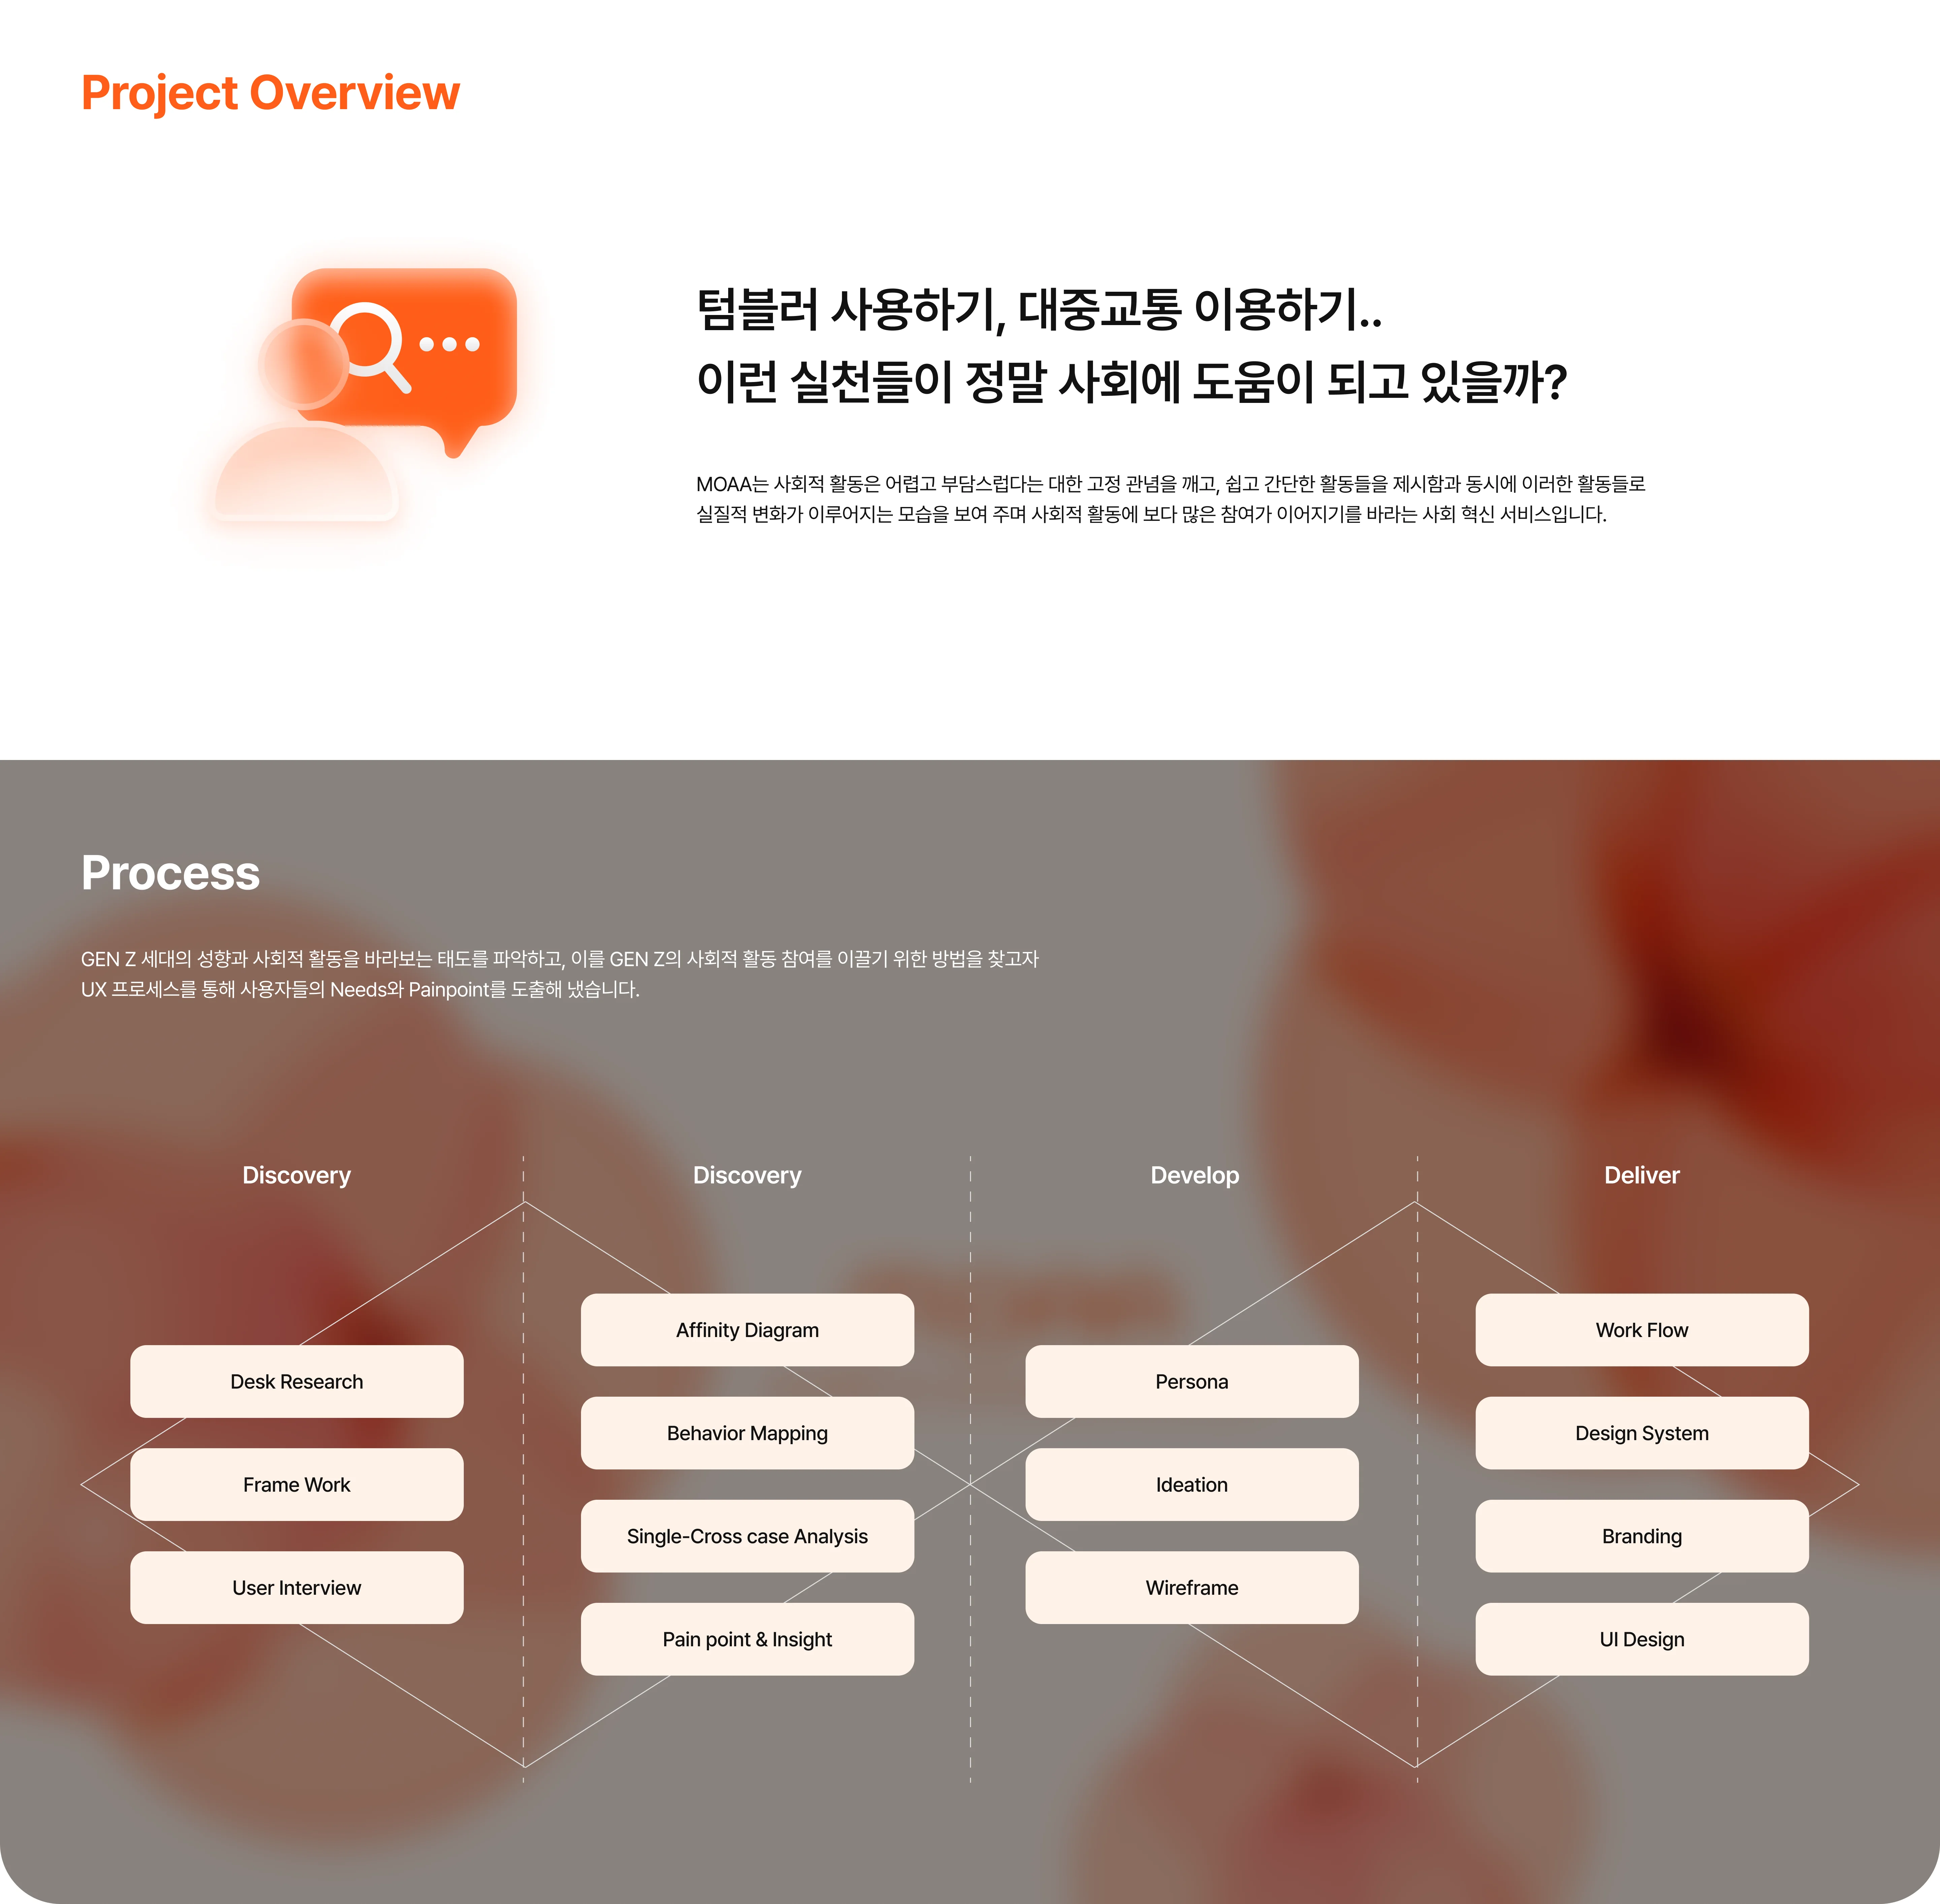 Project Overview
텀블러 사용하기, 대중교통 이용하기..
이런 실천들이 정말 사회에 도움이 되고 있을까?
MOAA는 사회적 활동은 어렵고 부담스럽다는 대한 고정 관념을 깨고, 쉽고 간단한 활동들을 제시함과 동시에 이러한 활동들로
실질적 변화가 이루어지는 모습을 보여 주며 사회적 활동에 보다 많은 참여가 이어지기를 바라는 사회 혁신 서비스입니다.
Process
GEN Z 세대의 성향과 사회적 활동을 바라보는 태도를 파악하고, 이를 GEN Z의 사회적 활동 참여를 이끌기 위한 방법을 찾고자
UX 프로세스를 통해 사용자들의 Needs와 Painpoint를 도출해 냈습니다.
Discovery
Desk Research
Frame Work
User Interview
Discovery
Affinity Diagram
Behavior Mapping
Single-Cross case Analysis
Pain point & Insight
Develop
Persona
Ideation
Wireframe
Deliver
Work Flow
Design System
Branding
UI Design